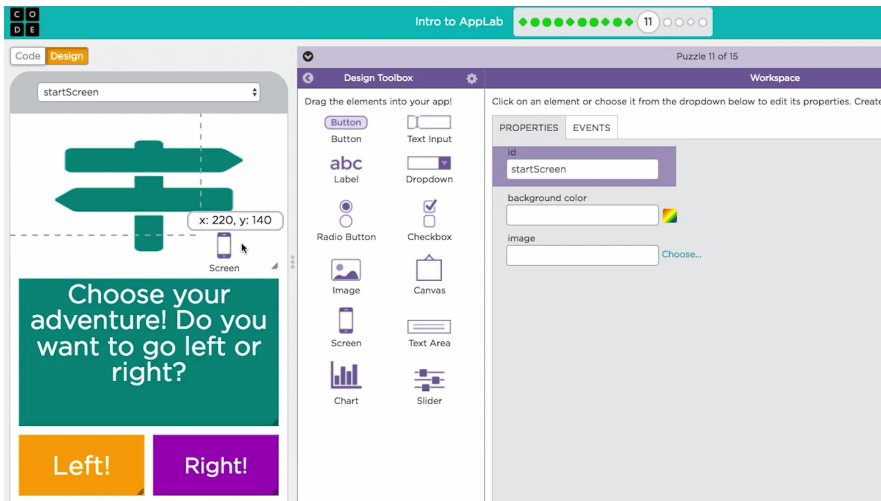 C O
D E
Intro to AppLab
11
Code
Design
startScreen
x: 220, y: 140
Screen
Choose your
adventure! Do you
want to go left or
right?
Left!
Right!
Puzzle 11 of 15
Design Toolbox
Workspace
Drag the elements into your app!
Button
Button
Text Input
abc
Label
Dropdown
Radio Button
Checkbox
Image
Canvas
Screen
Text Area
Chart
Slider
Click on an element or choose it from the dropdown below to edit its properties. Create
PROPERTIES
EVENTS
id
startScreen
background color
image
Choose...